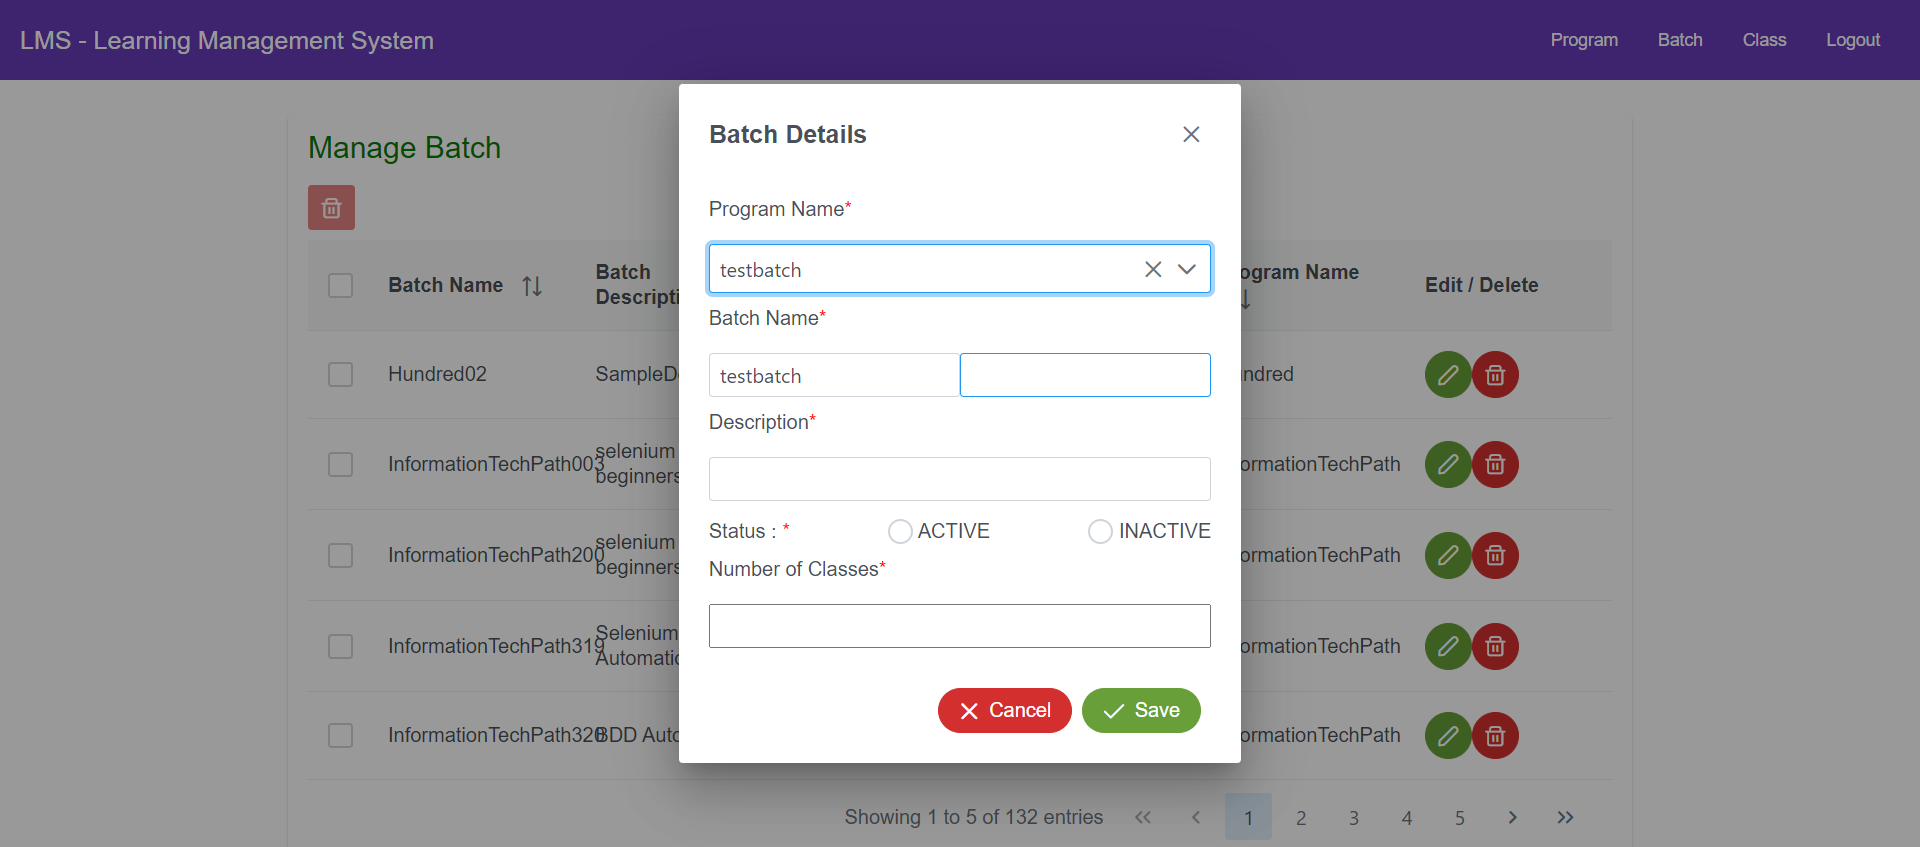 LMS - Learning Management System
Program Batch Class Logout
Manage Batch
Batch Name
Batch
Descripti
ogram Name
Edit / Delete
Hundred02
SampleD
ndred
InformationTechPath003
selenium
beginners
ormationTechPath
InformationTechPath200
selenium
beginners
ormationTechPath
InformationTechPath319
Selenium
Automatic
ormationTechPath
InformationTechPath320
BDD Auto
ormationTechPath
Showing 1 to 5 of 132 entries
1 2 3 4 5
Batch Details
Program Name*
testbatch
Batch Name*
testbatch
Description*
Status : * ACTIVE INACTIVE
Number of Classes*
Cancel Save